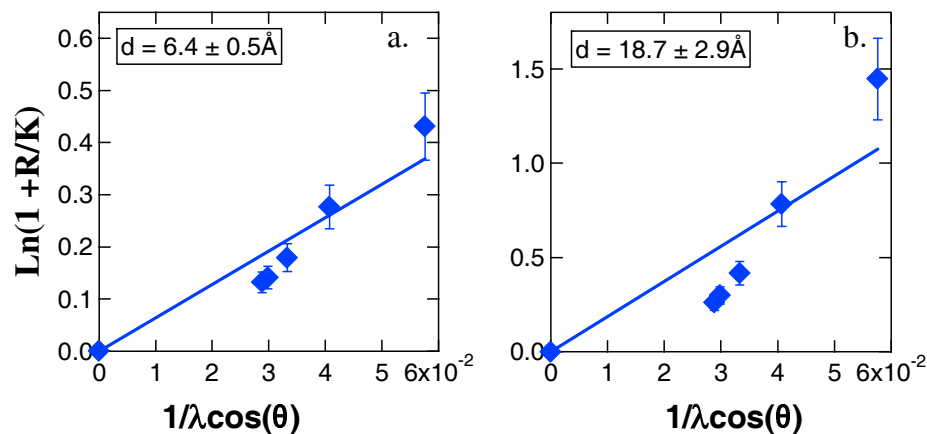 a.
d = 6.4 ± 0.5Å
Ln(1 +R/K)
0.6
0.5
0.4
0.3
0.2
0.1
0.0
0 1 2 3 4 5 6x10⁻²
1/λcos(θ)
b.
d = 18.7 ± 2.9Å
1.5
1.0
0.5
0.0
0 1 2 3 4 5 6x10⁻²
1/λcos(θ)